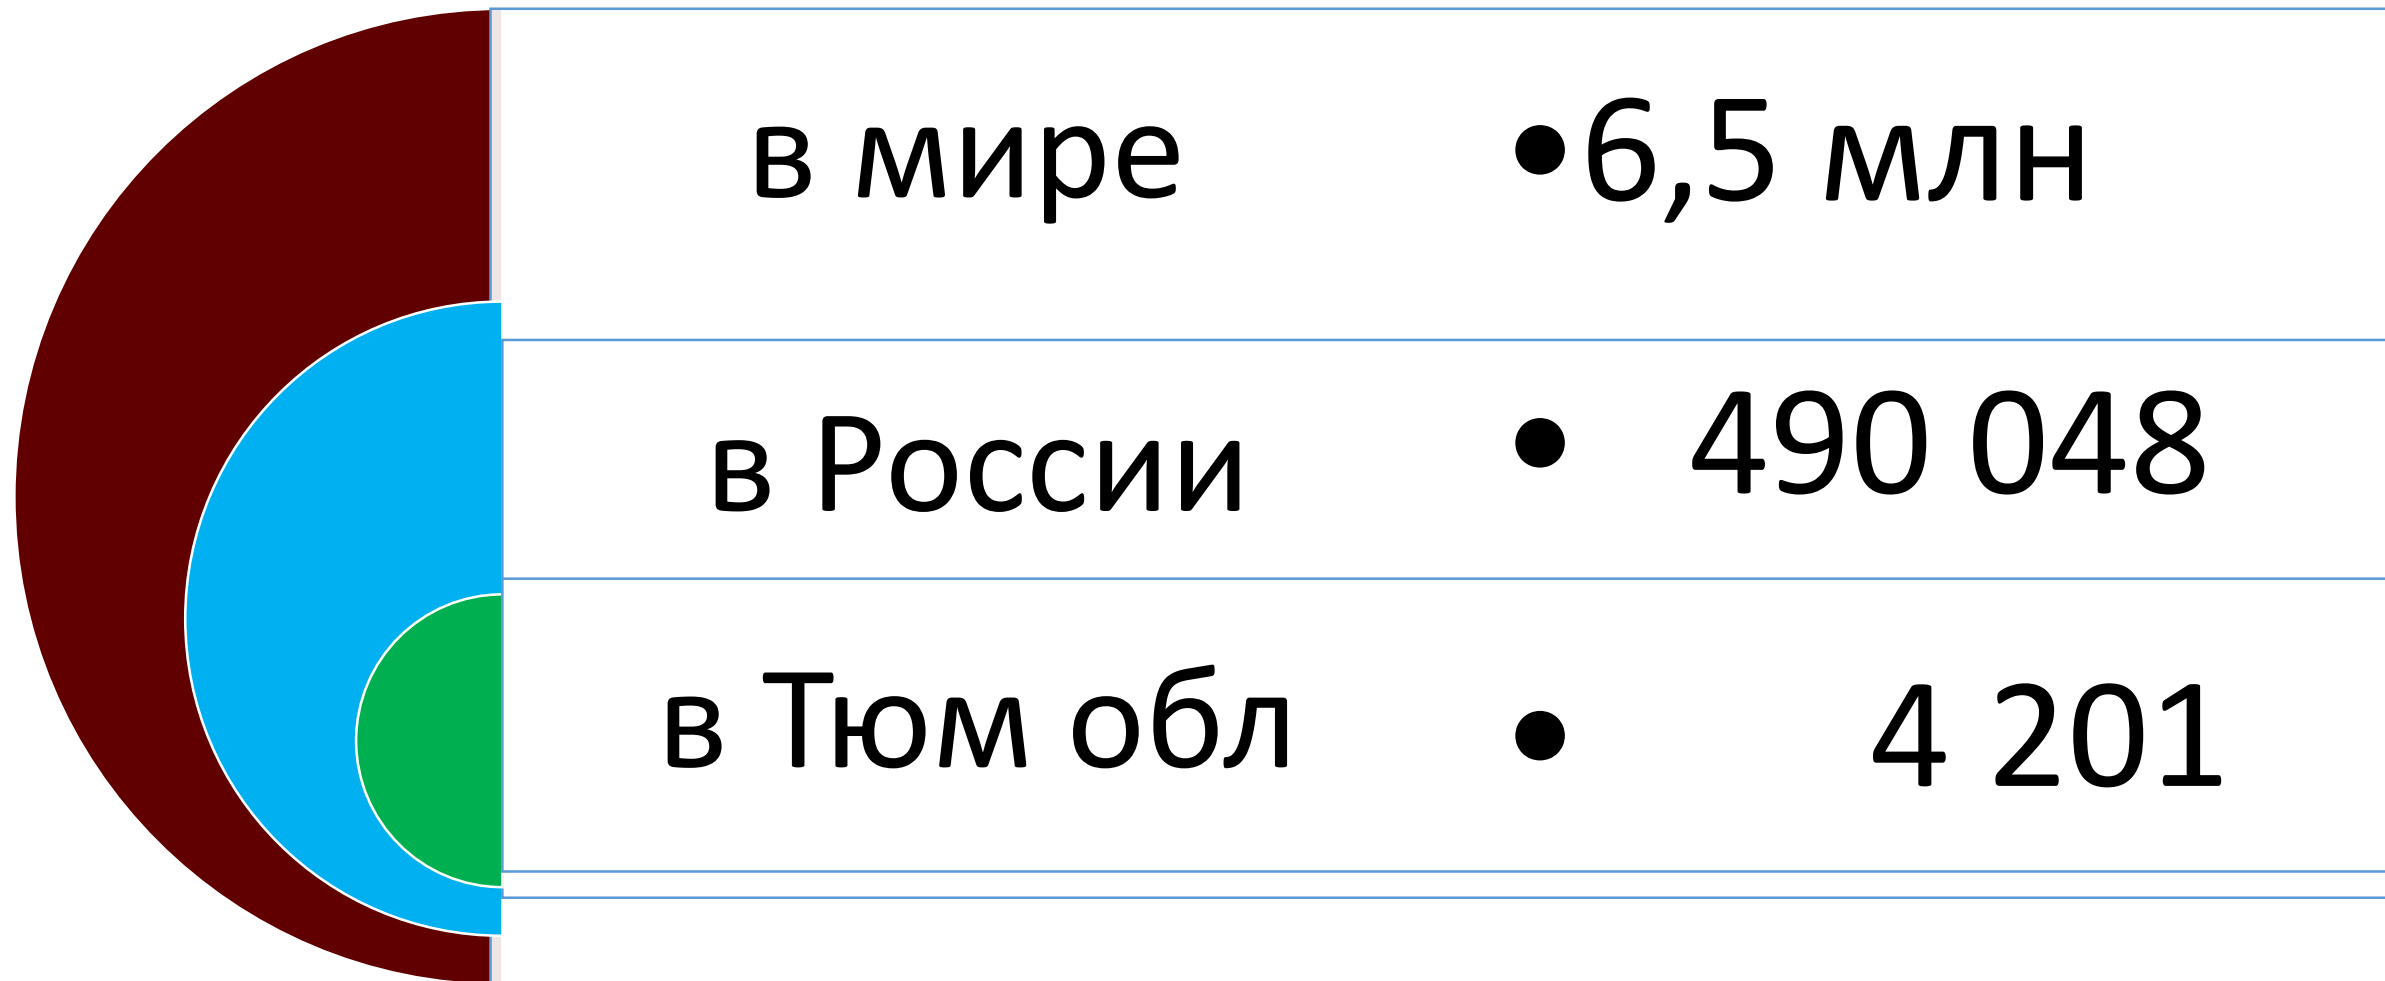 в мире •6,5 млн
в России • 490 048
в Тюм обл • 4 201